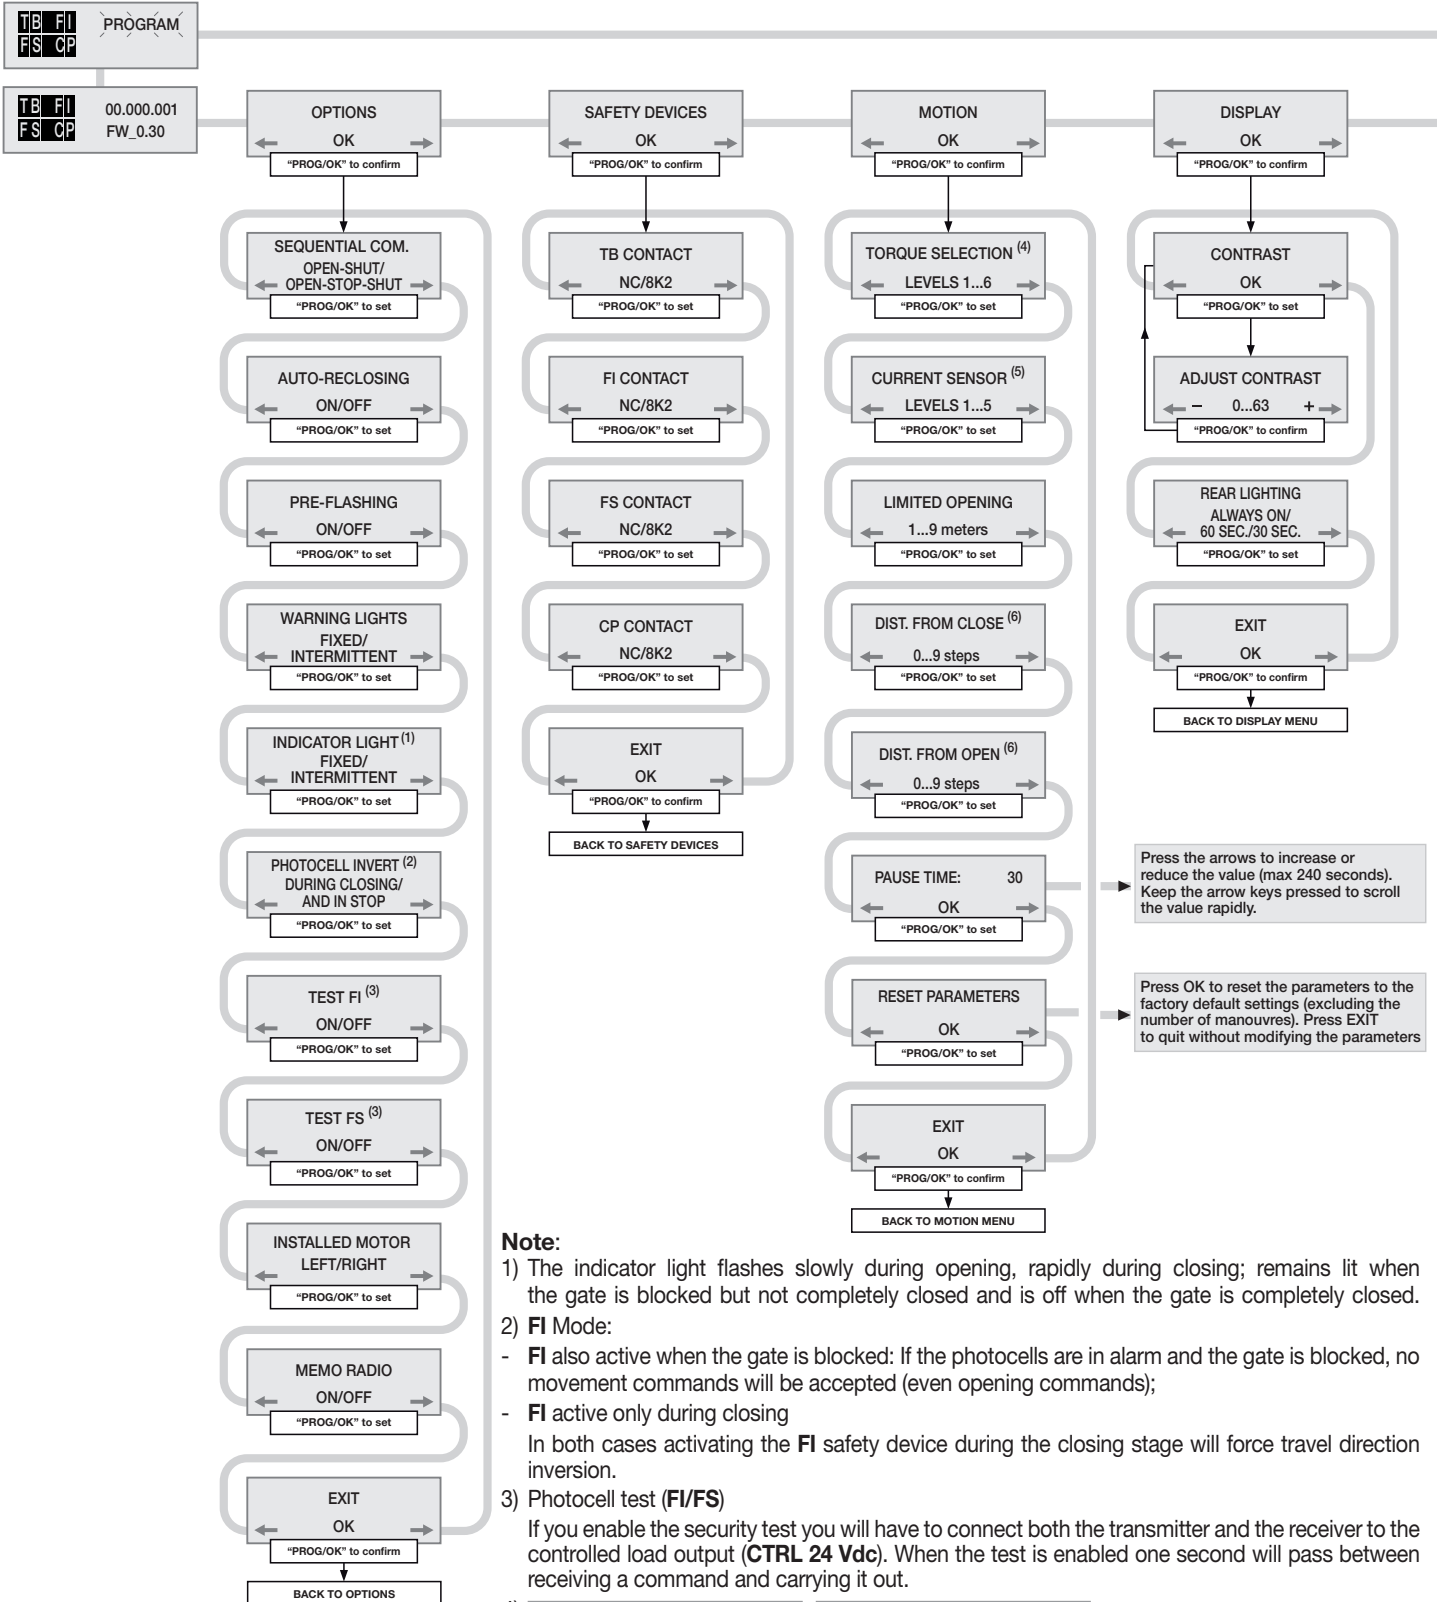 TB FI
FS CP
PROGRAM
TB FI
FS CP
00.000.001
FW_0.30
OPTIONS
OK
“PROG/OK” to confirm
SEQUENTIAL COM.
OPEN-SHUT/
OPEN-STOP-SHUT
“PROG/OK” to set
AUTO-RECLOSING
ON/OFF
“PROG/OK” to set
PRE-FLASHING
ON/OFF
“PROG/OK” to set
WARNING LIGHTS
FIXED/
INTERMITTENT
“PROG/OK” to set
INDICATOR LIGHT (1)
FIXED/
INTERMITTENT
“PROG/OK” to set
PHOTOCELL INVERT (2)
DURING CLOSING/
AND IN STOP
“PROG/OK” to set
TEST FI (3)
ON/OFF
“PROG/OK” to set
TEST FS (3)
ON/OFF
“PROG/OK” to set
INSTALLED MOTOR
LEFT/RIGHT
“PROG/OK” to set
MEMO RADIO
ON/OFF
“PROG/OK” to set
EXIT
OK
“PROG/OK” to confirm
BACK TO OPTIONS
SAFETY DEVICES
OK
“PROG/OK” to confirm
TB CONTACT
NC/8K2
“PROG/OK” to set
FI CONTACT
NC/8K2
“PROG/OK” to set
FS CONTACT
NC/8K2
“PROG/OK” to set
CP CONTACT
NC/8K2
“PROG/OK” to set
EXIT
OK
“PROG/OK” to confirm
BACK TO SAFETY DEVICES
MOTION
OK
“PROG/OK” to confirm
TORQUE SELECTION (4)
LEVELS 1...6
“PROG/OK” to set
CURRENT SENSOR (5)
LEVELS 1...5
“PROG/OK” to set
LIMITED OPENING
1...9 meters
“PROG/OK” to set
DIST. FROM CLOSE (6)
0...9 steps
“PROG/OK” to set
DIST. FROM OPEN (6)
0...9 steps
“PROG/OK” to set
PAUSE TIME: 30
OK
“PROG/OK” to set
RESET PARAMETERS
OK
“PROG/OK” to set
EXIT
OK
“PROG/OK” to confirm
BACK TO MOTION MENU
DISPLAY
OK
“PROG/OK” to confirm
CONTRAST
OK
“PROG/OK” to set
ADJUST CONTRAST
– 0...63 +
“PROG/OK” to confirm
REAR LIGHTING
ALWAYS ON/
60 SEC./30 SEC.
“PROG/OK” to set
EXIT
OK
“PROG/OK” to confirm
BACK TO DISPLAY MENU
Press the arrows to increase or
reduce the value (max 240 seconds).
Keep the arrow keys pressed to scroll
the value rapidly.
Press OK to reset the parameters to the
factory default settings (excluding the
number of manouvres). Press EXIT
to quit without modifying the parameters
Note:
1) The indicator light flashes slowly during opening, rapidly during closing; remains lit when
the gate is blocked but not completely closed and is off when the gate is completely closed.
2) FI Mode:
- FI also active when the gate is blocked: If the photocells are in alarm and the gate is blocked, no
movement commands will be accepted (even opening commands);
- FI active only during closing
In both cases activating the FI safety device during the closing stage will force travel direction
inversion.
3) Photocell test (FI/FS)
If you enable the security test you will have to connect both the transmitter and the receiver to the
controlled load output (CTRL 24 Vdc). When the test is enabled one second will pass between
receiving a command and carrying it out.